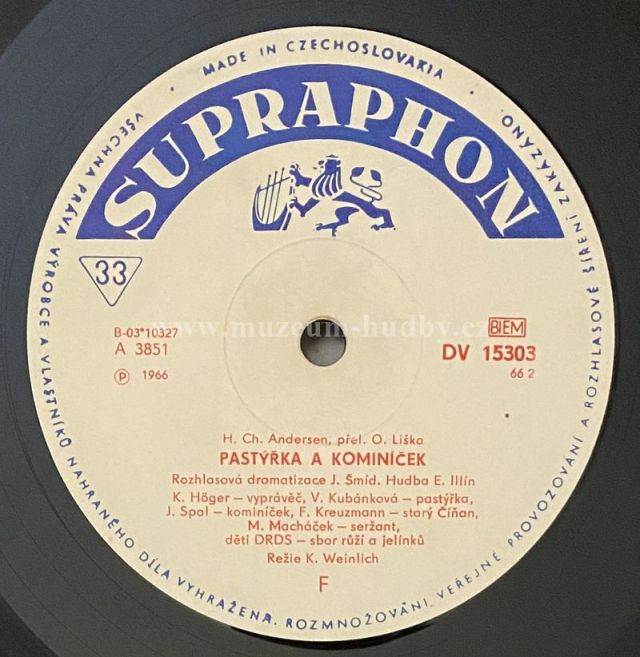 MADE IN CZECHOSLOVAKIA
SUPRAPHON
33
B-03*10327
A 3851
Ⓟ 1966
BIEM
DV 15303
66 2
www.muzeum-hudby.cz
H. Ch. Andersen, přel. O. Liška
PASTÝŘKA A KOMINÍČEK
Rozhlasová dramatizace J. Šmíd, Hudba E. Illín
K. Höger – vyprávěč, V. Kubánková – pastýřka,
J. Spal – kominíček, F. Kreuzmann – starý Číňan,
M. Macháček – seržant,
děti DRDS – sbor růží a jelínků
Režie K. Weinlich
F
VŠECHNA PRÁVA VÝROBCE A VLASTNÍKŮ NAHRANÉHO DÍLA VYHRAŽENA. ROZMNOŽOVÁNÍ, VEŘEJNÉ PROVOZOVÁNÍ A ROZHLASOVÉ ŠÍŘENÍ ZAKÁZÁNO